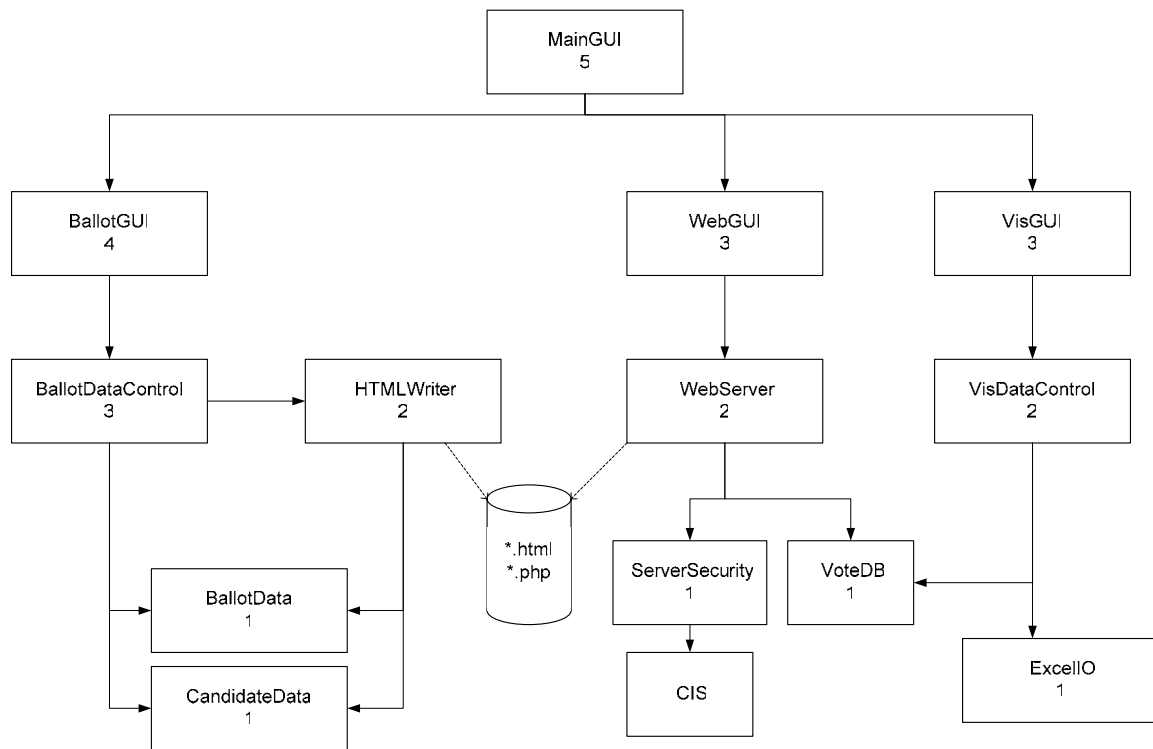 MainGUI
5
BallotGUI
4
WebGUI
3
VisGUI
3
BallotDataControl
3
HTMLWriter
2
WebServer
2
VisDataControl
2
*.html
*.php
ServerSecurity
1
VoteDB
1
BallotData
1
CandidateData
1
CIS
ExcelIO
1